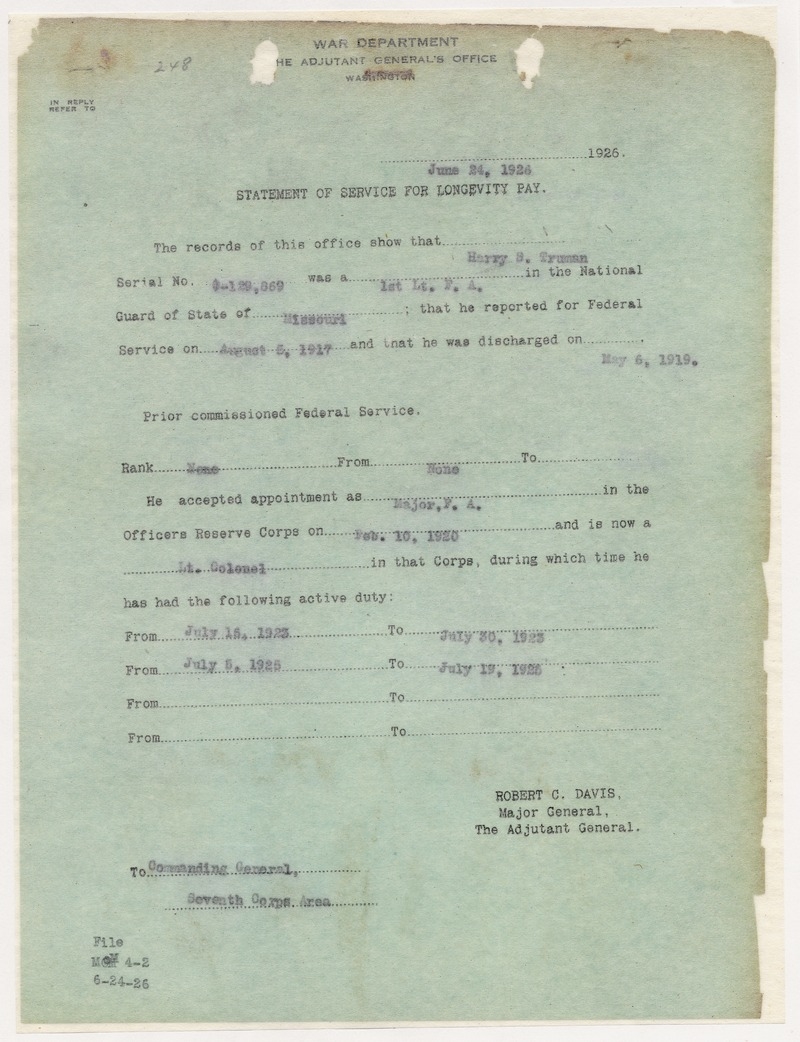 248
WAR DEPARTMENT
HE ADJUTANT GENERAL'S OFFICE
WASHINGTON
IN REPLY
REFER TO
1926.
June 24, 1926
STATEMENT OF SERVICE FOR LONGEVITY PAY.
The records of this office show that Harry S. Truman
Serial No. 0-129,869 was a 1st Lt. F. A. in the National
Guard of State of Missouri ; that he reported for Federal
Service on August 5, 1917 and that he was discharged on
May 6, 1919.
Prior commissioned Federal Service.
Rank None From None To
He accepted appointment as Major, F. A. in the
Officers Reserve Corps on Feb. 10, 1920 and is now a
Lt. Colonel in that Corps, during which time he
has had the following active duty:
From July 16, 1923 To July 30, 1923
From July 5, 1925 To July 19, 1925
From To
From To
ROBERT C. DAVIS,
Major General,
The Adjutant General.
To Commanding General,
Seventh Corps Area
File
4-2
6-24-26